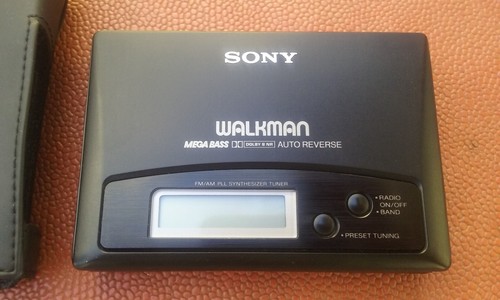 SONY
WALKMAN
MEGA BASS DOLBY B NR AUTO REVERSE
FM/AM PLL SYNTHESIZER TUNER
• RADIO
ON/OFF
• BAND
• PRESET TUNING